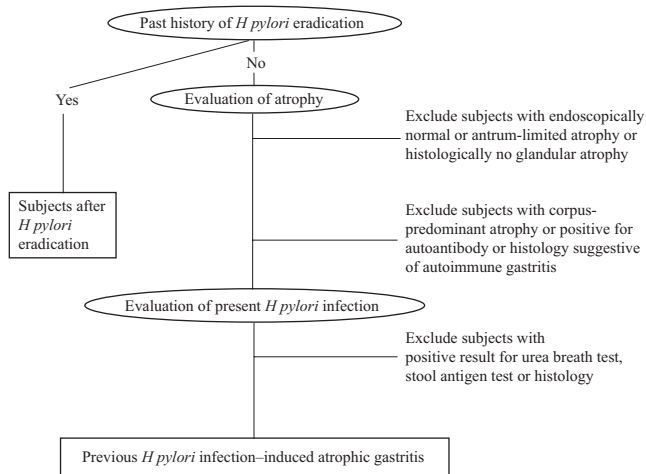 Past history of H pylori eradication
No
Yes
Evaluation of atrophy
Exclude subjects with endoscopically
normal or antrum-limited atrophy or
histologically no glandular atrophy
Subjects after
H pylori
eradication
Exclude subjects with corpus-
predominant atrophy or positive for
autoantibody or histology suggestive
of autoimmune gastritis
Evaluation of present H pylori infection
Exclude subjects with
positive result for urea breath test,
stool antigen test or histology
Previous H pylori infection–induced atrophic gastritis